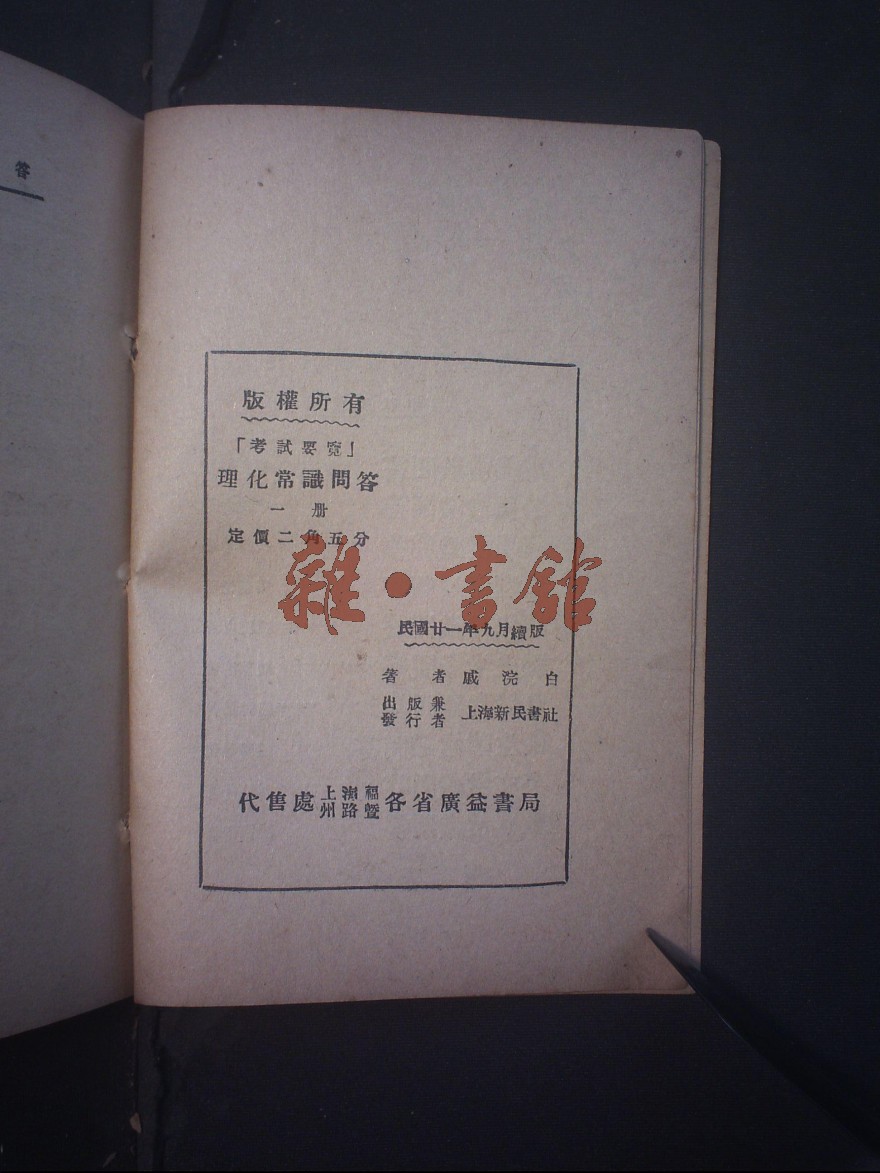 答
版權所有
「考試要覽」
理化常識問答
一册
定價二角五分
雜·書館
民國廿一年九月續版
著者戚浣白
出版兼
發行者 上海新民書社
代售處 上海福
州路暨 各省廣益書局